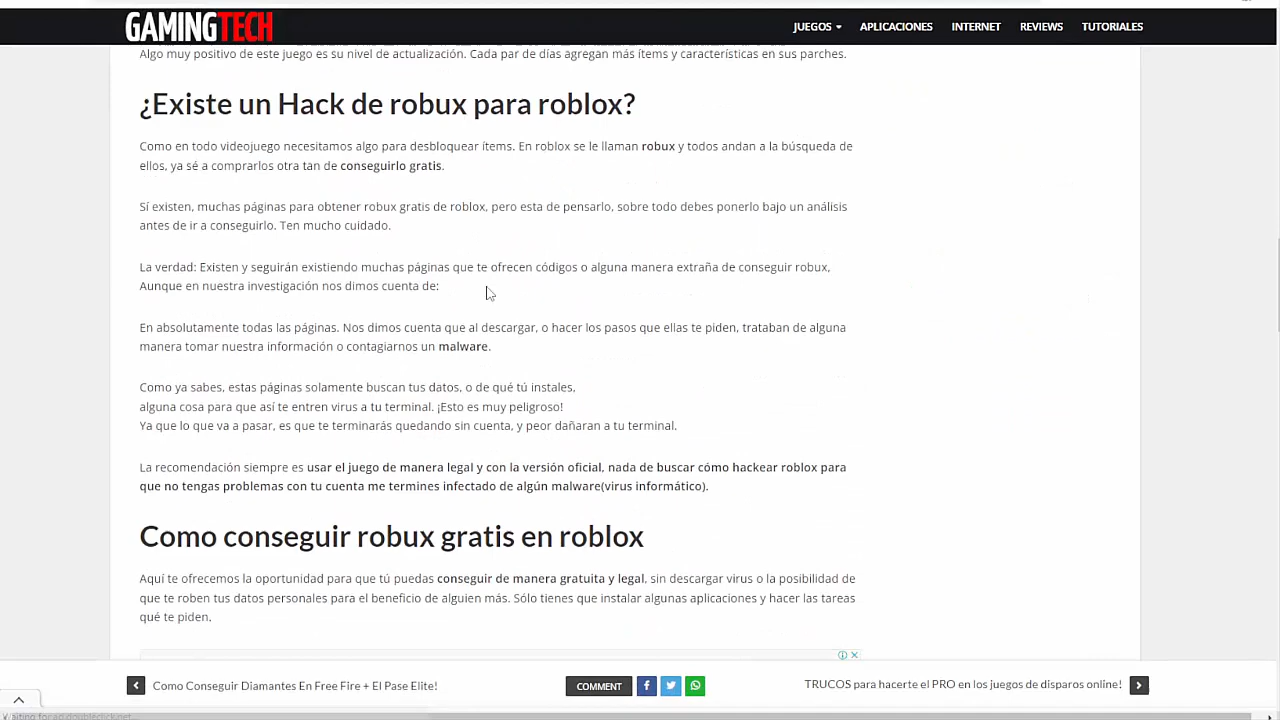 GAMINGTECH
JUEGOS APLICACIONES INTERNET REVIEWS TUTORIALES
Algo muy positivo de este juego es su nivel de actualización. Cada par de días agregan más ítems y características en sus parches.
¿Existe un Hack de robux para roblox?
Como en todo videojuego necesitamos algo para desbloquear ítems. En roblox se le llaman robux y todos andan a la búsqueda de
ellos, ya sé a comprarlos otra tan de conseguirlo gratis.
Sí existen, muchas páginas para obtener robux gratis de roblox, pero esta de pensarlo, sobre todo debes ponerlo bajo un análisis
antes de ir a conseguirlo. Ten mucho cuidado.
La verdad: Existen y seguirán existiendo muchas páginas que te ofrecen códigos o alguna manera extraña de conseguir robux,
Aunque en nuestra investigación nos dimos cuenta de:
En absolutamente todas las páginas. Nos dimos cuenta que al descargar, o hacer los pasos que ellas te piden, trataban de alguna
manera tomar nuestra información o contagiarnos un malware.
Como ya sabes, estas páginas solamente buscan tus datos, o de qué tú instales,
alguna cosa para que así te entren virus a tu terminal. ¡Esto es muy peligroso!
Ya que lo que va a pasar, es que te terminarás quedando sin cuenta, y peor dañaran a tu terminal.
La recomendación siempre es usar el juego de manera legal y con la versión oficial, nada de buscar cómo hackear roblox para
que no tengas problemas con tu cuenta me termines infectado de algún malware(virus informático).
Como conseguir robux gratis en roblox
Aquí te ofrecemos la oportunidad para que tú puedas conseguir de manera gratuita y legal, sin descargar virus o la posibilidad de
que te roben tus datos personales para el beneficio de alguien más. Sólo tienes que instalar algunas aplicaciones y hacer las tareas
qué te piden,
Como Conseguir Diamantes En Free Fire + El Pase Elite! COMMENT TRUCOS para hacerte el PRO en los juegos de disparos online!
Waiting for ad.doubleclick.net...